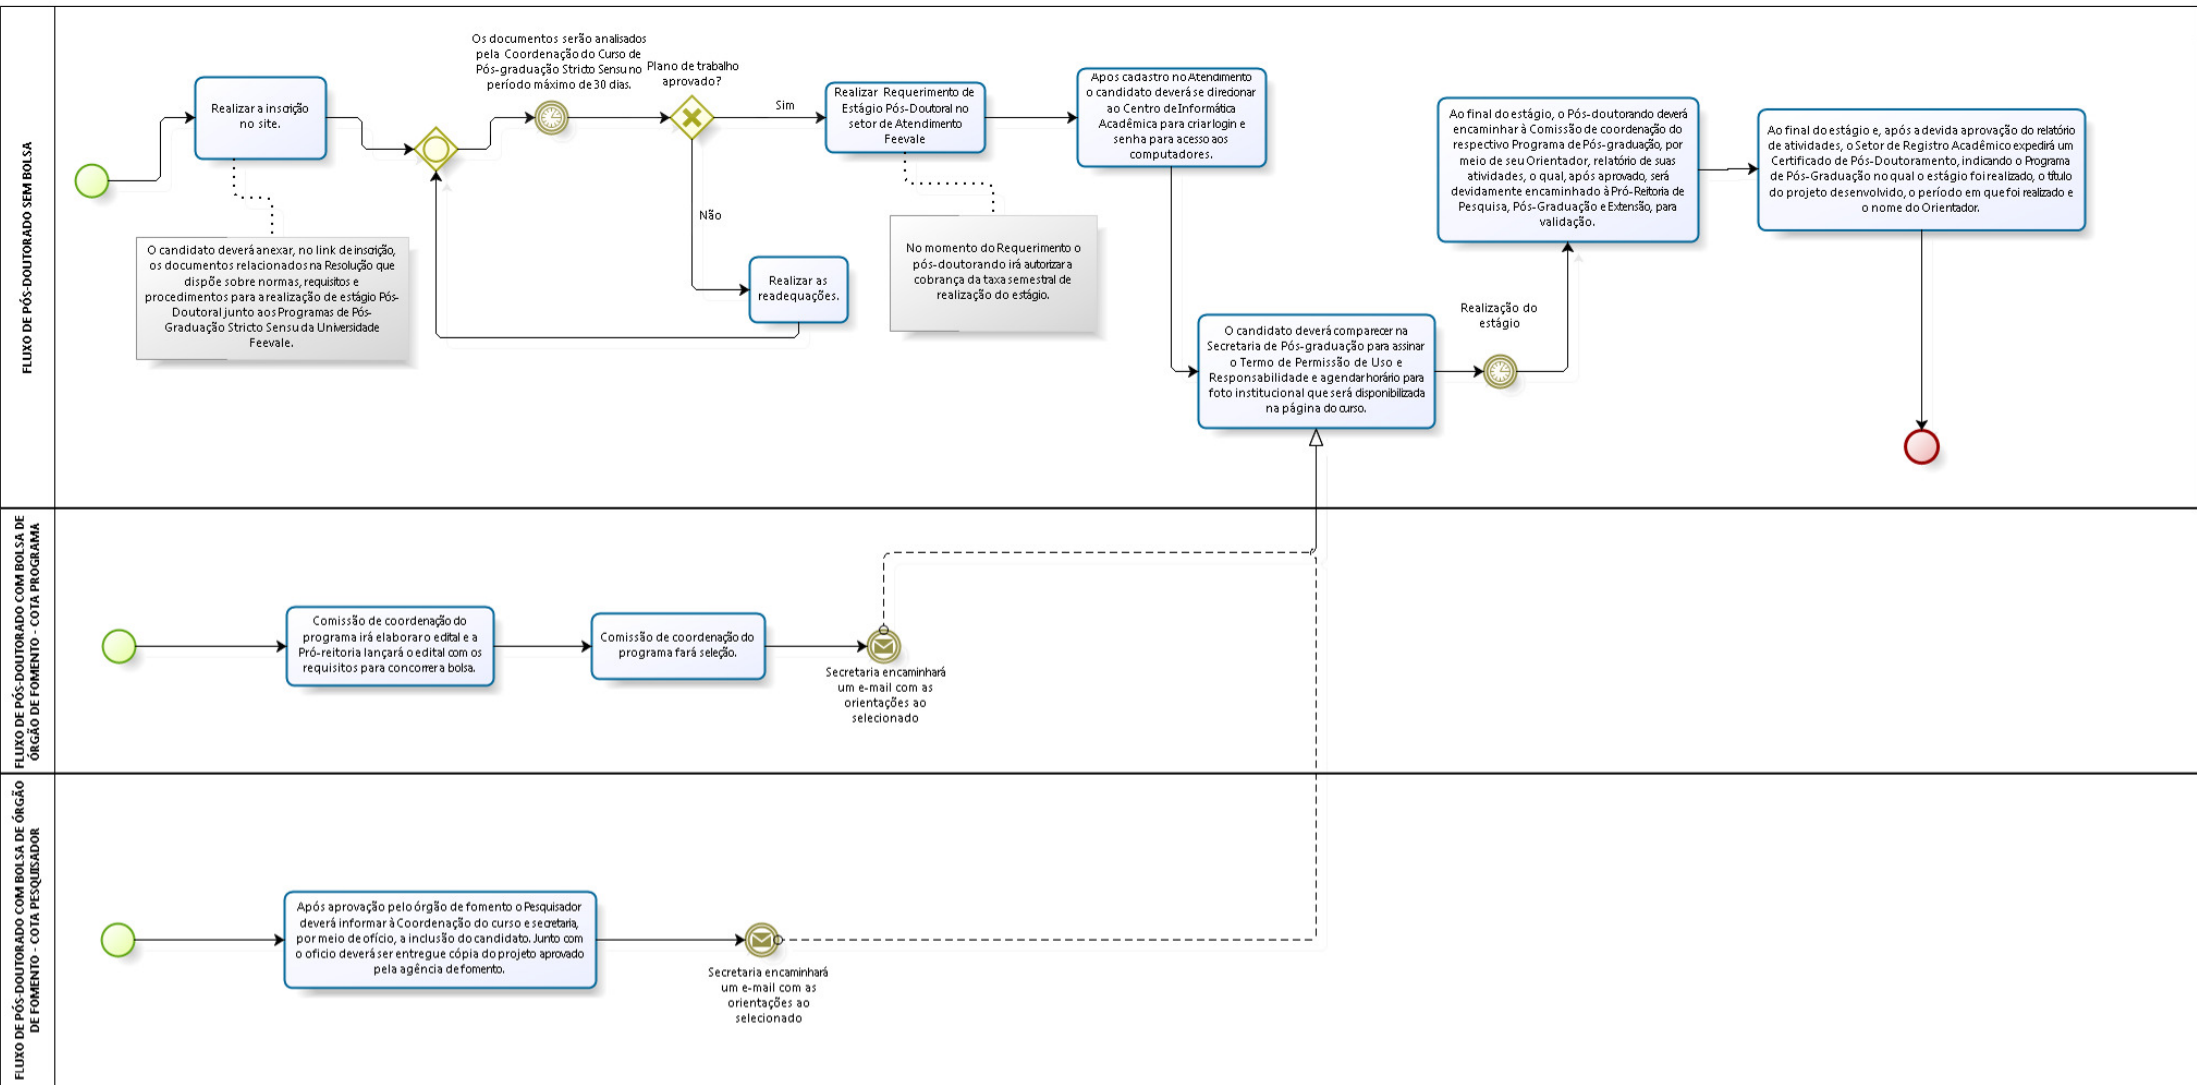 FLUXO DE PÓS-DOUTORADO SEM BOLSA
Realizar a inscrição
no site.
O candidato deverá anexar, no link de inscrição,
os documentos relacionados na Resolução que
dispõe sobre normas, requisitos e
procedimentos para a realização de estágio Pós-
Doutoral junto aos Programas de Pós-
Graduação Stricto Sensu da Universidade
Feevale.
Os documentos serão analisados
pela Coordenação do Curso de
Pós-graduação Stricto Sensu no
período máximo de 30 dias.
Plano de trabalho
aprovado?
Sim
Não
Realizar as
readequações.
Realizar Requerimento de
Estágio Pós-Doutoral no
setor de Atendimento
Feevale
No momento do Requerimento o
pós-doutorando irá autorizar a
cobrança da taxa semestral de
realização do estágio.
Apos cadastro no Atendimento
o candidato deverá se direcionar
ao Centro de Informática
Acadêmica para criar login e
senha para acesso aos
computadores.
O candidato deverá comparecer na
Secretaria de Pós-graduação para assinar
o Termo de Permissão de Uso e
Responsabilidade e agendar horário para
foto institucional que será disponibilizada
na página do curso.
Realização do
estágio
Ao final do estágio, o Pós-doutorando deverá
encaminhar à Comissão de coordenação do
respectivo Programa de Pós-graduação, por
meio de seu Orientador, relatório de suas
atividades, o qual, após aprovado, será
devidamente encaminhado à Pró-Reitoria de
Pesquisa, Pós-Graduação e Extensão, para
validação.
Ao final do estágio e, após a devida aprovação do relatório
de atividades, o Setor de Registro Acadêmico expedirá um
Certificado de Pós-Doutoramento, indicando o Programa
de Pós-Graduação no qual o estágio foi realizado, o título
do projeto desenvolvido, o período em que foi realizado e
o nome do Orientador.
FLUXO DE PÓS-DOUTORADO COM BOLSA DE
ÓRGÃO DE FOMENTO - COTA PROGRAMA
Comissão de coordenação do
programa irá elaborar o edital e a
Pró-reitoria lançará o edital com os
requisitos para concorrer a bolsa.
Comissão de coordenação do
programa fará seleção.
Secretaria encaminhará
um e-mail com as
orientações ao
selecionado
FLUXO DE PÓS-DOUTORADO COM BOLSA DE ÓRGÃO
DE FOMENTO - COTA PESQUISADOR
Após aprovação pelo órgão de fomento o Pesquisador
deverá informar à Coordenação do curso e secretaria,
por meio de ofício, a inclusão do candidato. Junto com
o oficio deverá ser entregue cópia do projeto aprovado
pela agência de fomento.
Secretaria encaminhará
um e-mail com as
orientações ao
selecionado